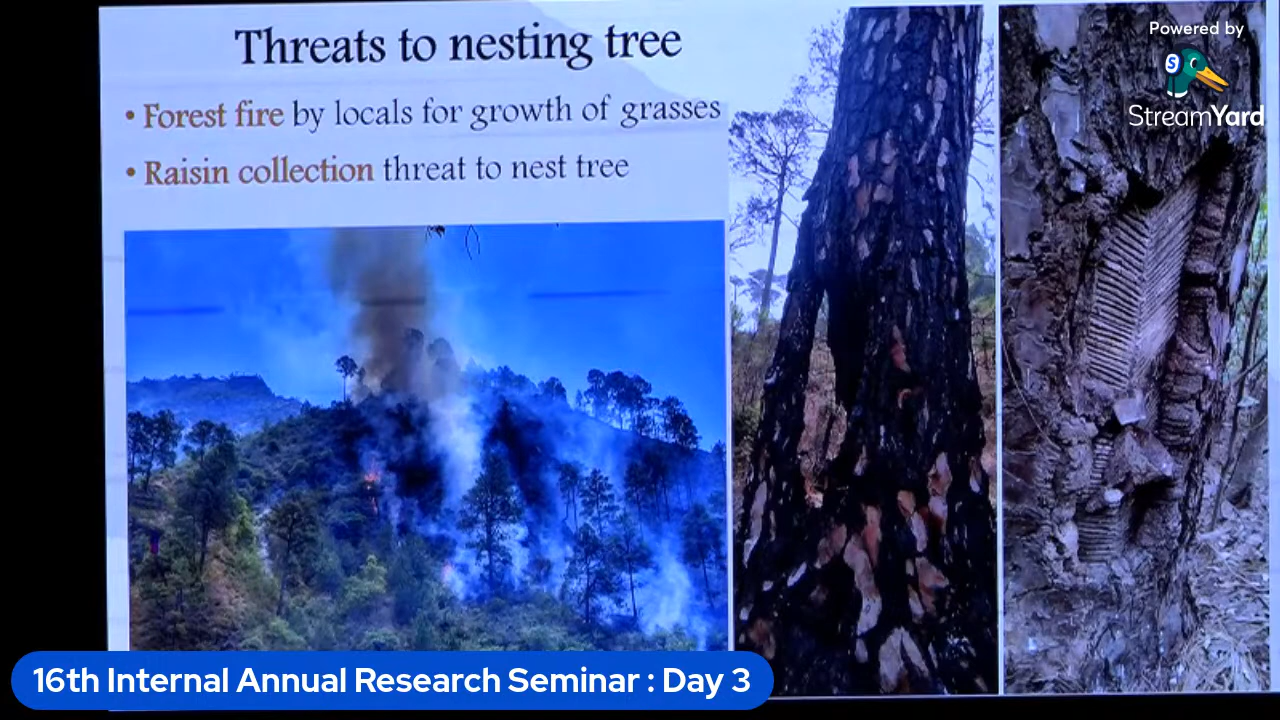 Threats to nesting tree
• Forest fire by locals for growth of grasses
• Raisin collection threat to nest tree
Powered by
S
StreamYard
16th Internal Annual Research Seminar : Day 3